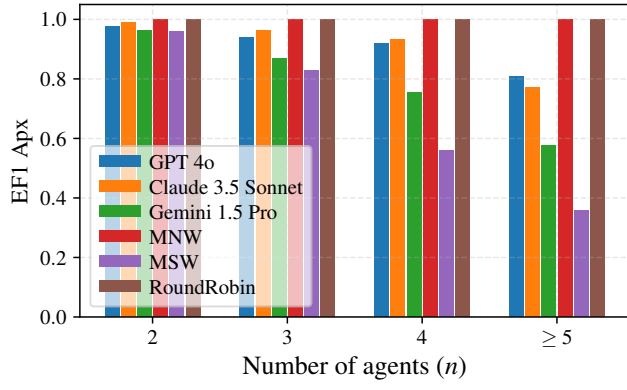 1.0
0.8
0.6
0.4
0.2
0.0
EF1 Apx
GPT 4o
Claude 3.5 Sonnet
Gemini 1.5 Pro
MNW
MSW
RoundRobin
2 3 4 ≥ 5
Number of agents (n)